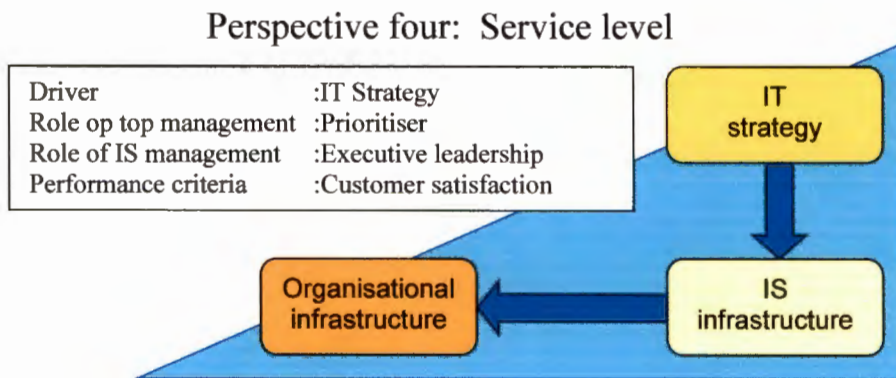 Perspective four: Service level
Driver :IT Strategy
Role op top management :Prioritiser
Role of IS management :Executive leadership
Performance criteria :Customer satisfaction
IT
strategy
Organisational
infrastructure
IS
infrastructure